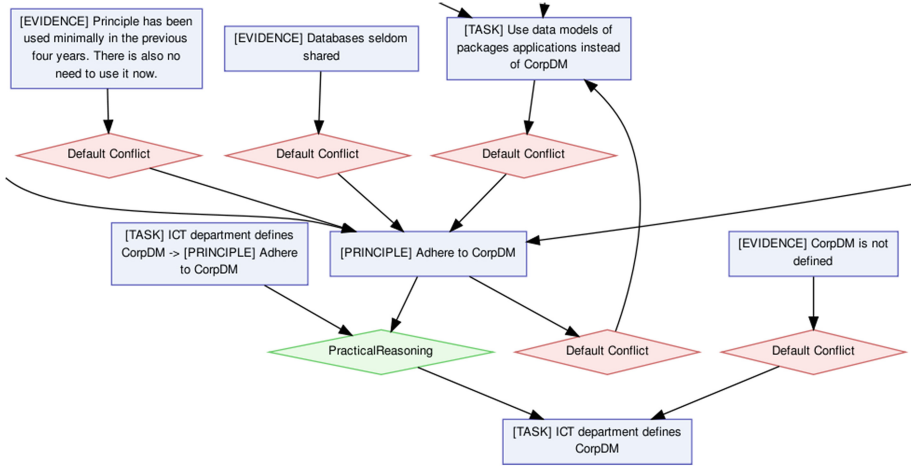 [EVIDENCE] Principle has been
used minimally in the previous
four years. There is also no
need to use it now.
[EVIDENCE] Databases seldom
shared
[TASK] Use data models of
packages applications instead
of CorpDM
Default Conflict
Default Conflict
Default Conflict
[TASK] ICT department defines
CorpDM -> [PRINCIPLE] Adhere
to CorpDM
[PRINCIPLE] Adhere to CorpDM
[EVIDENCE] CorpDM is not
defined
PracticalReasoning
Default Conflict
Default Conflict
[TASK] ICT department defines
CorpDM